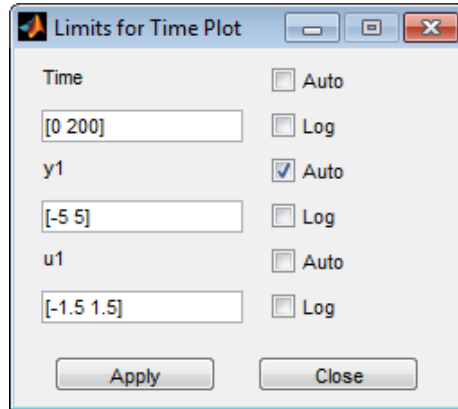 Limits for Time Plot
Time Auto
[0 200] Log
y1 Auto
[-5 5] Log
u1 Auto
[-1.5 1.5] Log
Apply Close